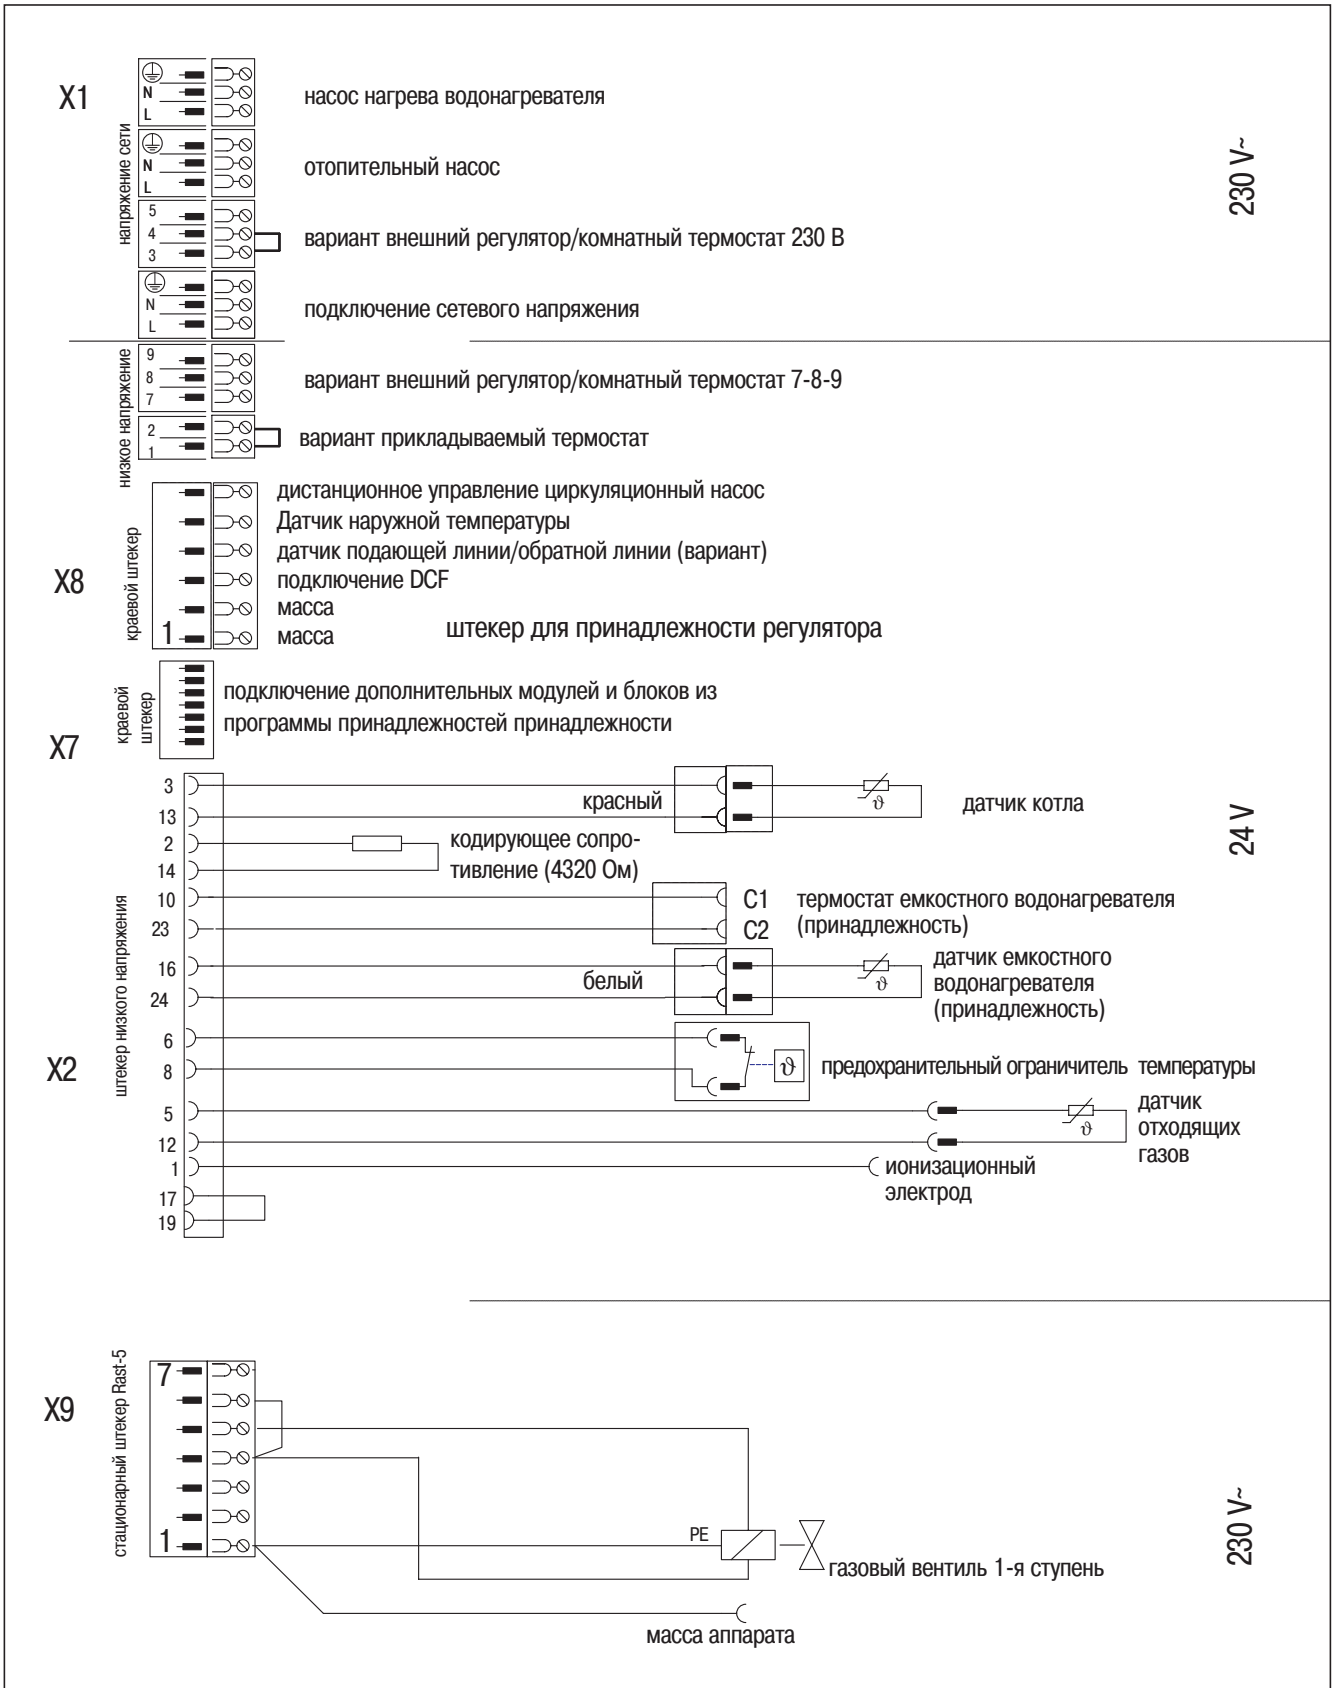 X1
напряжение сети
N
L
насос нагрева водонагревателя
N
L
отопительный насос
5
4
3
вариант внешний регулятор/комнатный термостат 230 В
N
L
подключение сетевого напряжения
230 V~
низкое напряжение
9
8
7
вариант внешний регулятор/комнатный термостат 7-8-9
2
1
вариант прикладываемый термостат
X8
краевой штекер
1
дистанционное управление циркуляционный насос
Датчик наружной температуры
датчик подающей линии/обратной линии (вариант)
подключение DCF
масса
масса
штекер для принадлежности регулятора
X7
краевой
штекер
подключение дополнительных модулей и блоков из
программы принадлежностей принадлежности
24 V
X2
штекер низкого напряжения
3
13
красный
ϑ
датчик котла
2
14
кодирующее сопро-
тивление (4320 Ом)
10
23
C1
C2
термостат емкостного водонагревателя
(принадлежность)
16
24
белый
ϑ
датчик емкостного
водонагревателя
(принадлежность)
6
8
ϑ
предохранительный ограничитель температуры
5
12
ϑ
датчик
отходящих
газов
1
ионизационный
электрод
17
19
X9
стационарный штекер Rast-5
7
1
PE
газовый вентиль 1-я ступень
масса аппарата
230 V~